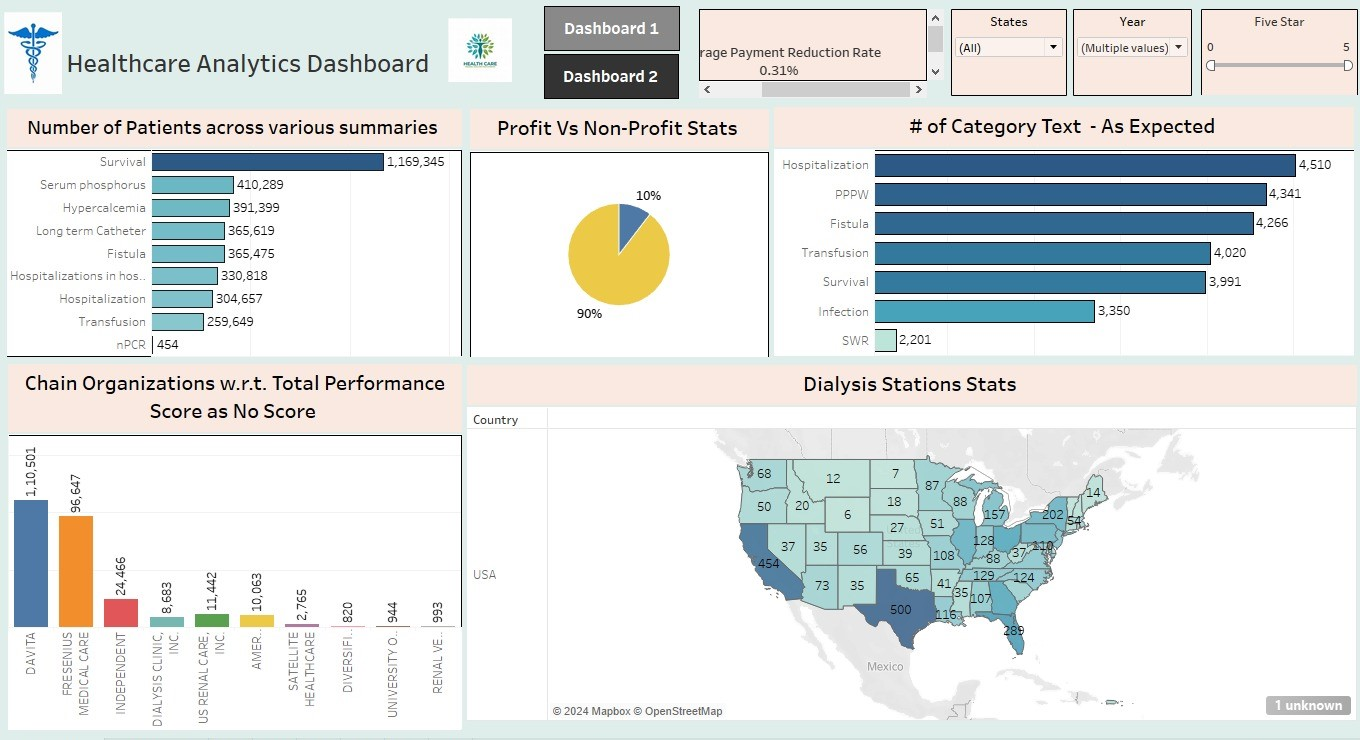 Healthcare Analytics Dashboard
HEALTH CARE
Dashboard 1
Dashboard 2
rage Payment Reduction Rate
0.31%
States
(All)
Year
(Multiple values)
Five Star
0
5
Number of Patients across various summaries
Survival 1,169,345
Serum phosphorus 410,289
Hypercalcemia 391,399
Long term Catheter 365,619
Fistula 365,475
Hospitalizations in hos.. 330,818
Hospitalization 304,657
Transfusion 259,649
nPCR 454
Profit Vs Non-Profit Stats
10%
90%
# of Category Text - As Expected
Hospitalization 4,510
PPPW 4,341
Fistula 4,266
Transfusion 4,020
Survival 3,991
Infection 3,350
SWR 2,201
Chain Organizations w.r.t. Total Performance
Score as No Score
1,10,501
96,647
24,466
8,683
11,442
10,063
2,765
820
944
993
DAVITA
FRESENIUS
MEDICAL CARE
INDEPENDENT
DIALYSIS CLINIC,
INC.
US RENAL CARE,
INC.
AMER..
SATELLITE
HEALTHCARE
DIVERSIFI..
UNIVERSITY O..
RENAL VE..
Dialysis Stations Stats
Country
USA
68
12
7
87
88
157
202
54
14
50
20
6
18
27
51
128
110
37
35
56
39
108
88
37
454
73
35
65
41
129
124
500
116
35
107
289
Mexico
© 2024 Mapbox © OpenStreetMap
1 unknown